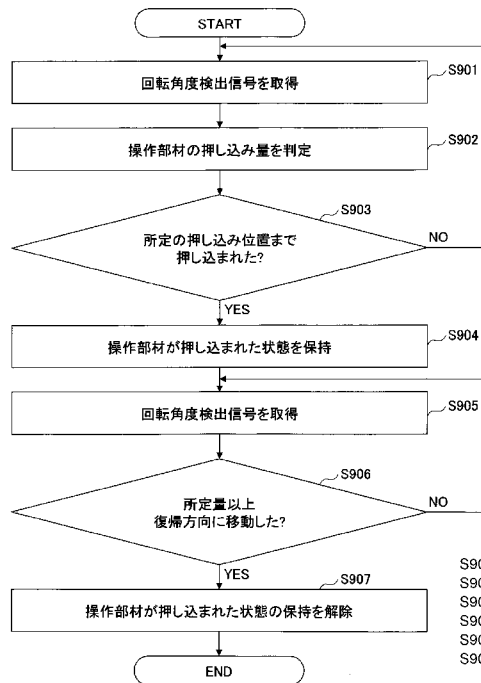 START
回転角度検出信号を取得
S901
操作部材の押し込み量を判定
S902
所定の押し込み位置まで
押し込まれた?
S903
NO
YES
操作部材が押し込まれた状態を保持
S904
回転角度検出信号を取得
S905
所定量以上
復帰方向に移動した?
S906
NO
YES
操作部材が押し込まれた状態の保持を解除
S907
END